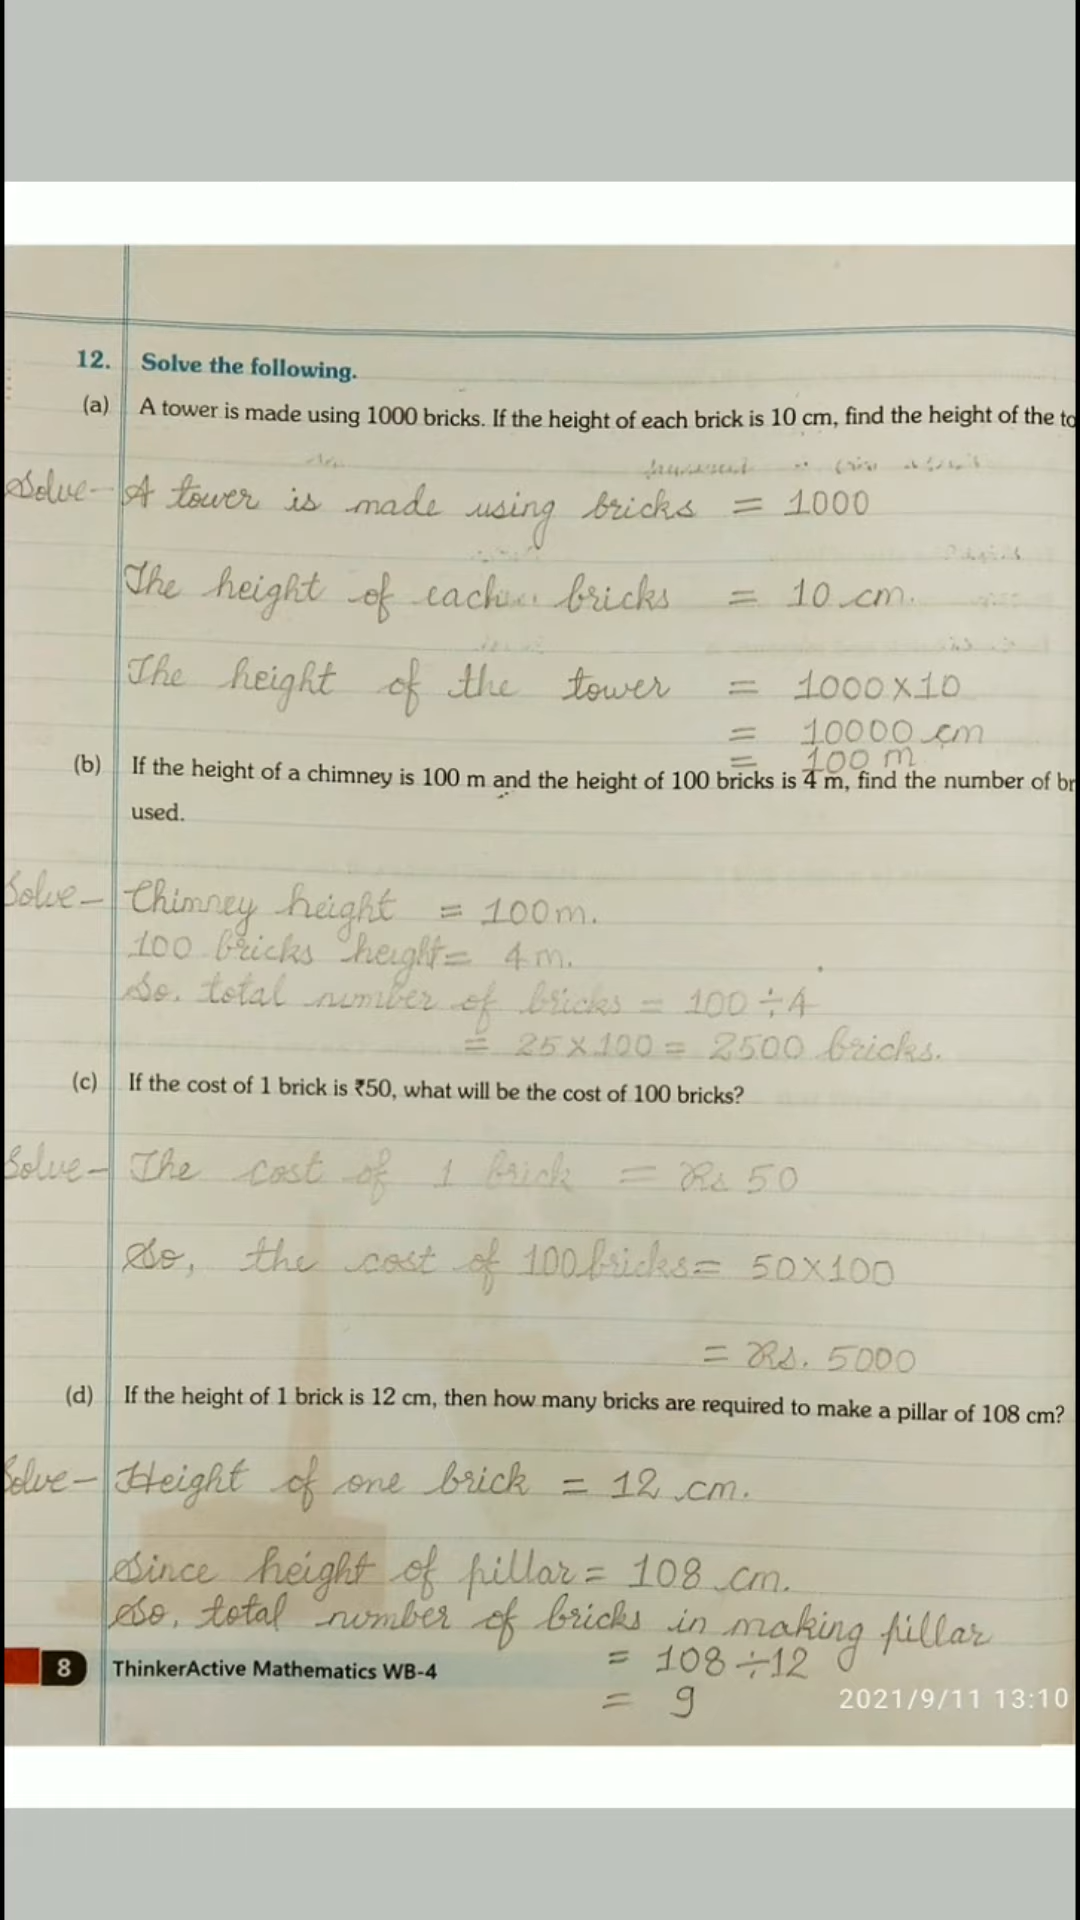 12. Solve the following.
(a) A tower is made using 1000 bricks. If the height of each brick is 10 cm, find the height of the to
Solve- A tower is made using bricks = 1000
The height of each bricks = 10 cm.
The height of the tower = 1000 x 10
= 10000 cm
= 100 m
(b) If the height of a chimney is 100 m and the height of 100 bricks is 4 m, find the number of br
used.
Solve- Chimney height = 100m.
100 bricks height = 4 m.
So, total number of bricks = 100 ÷ 4
= 25 x 100 = 2500 bricks.
(c) If the cost of 1 brick is ₹50, what will be the cost of 100 bricks?
Solve- The cost of 1 brick = Rs 50
So, the cost of 100 bricks = 50x100
= Rs. 5000
(d) If the height of 1 brick is 12 cm, then how many bricks are required to make a pillar of 108 cm?
Solve- Height of one brick = 12 cm.
Since height of pillar = 108 cm.
So, total number of bricks in making pillar
= 108 ÷ 12
= 9
8 ThinkerActive Mathematics WB-4
2021/9/11 13:10